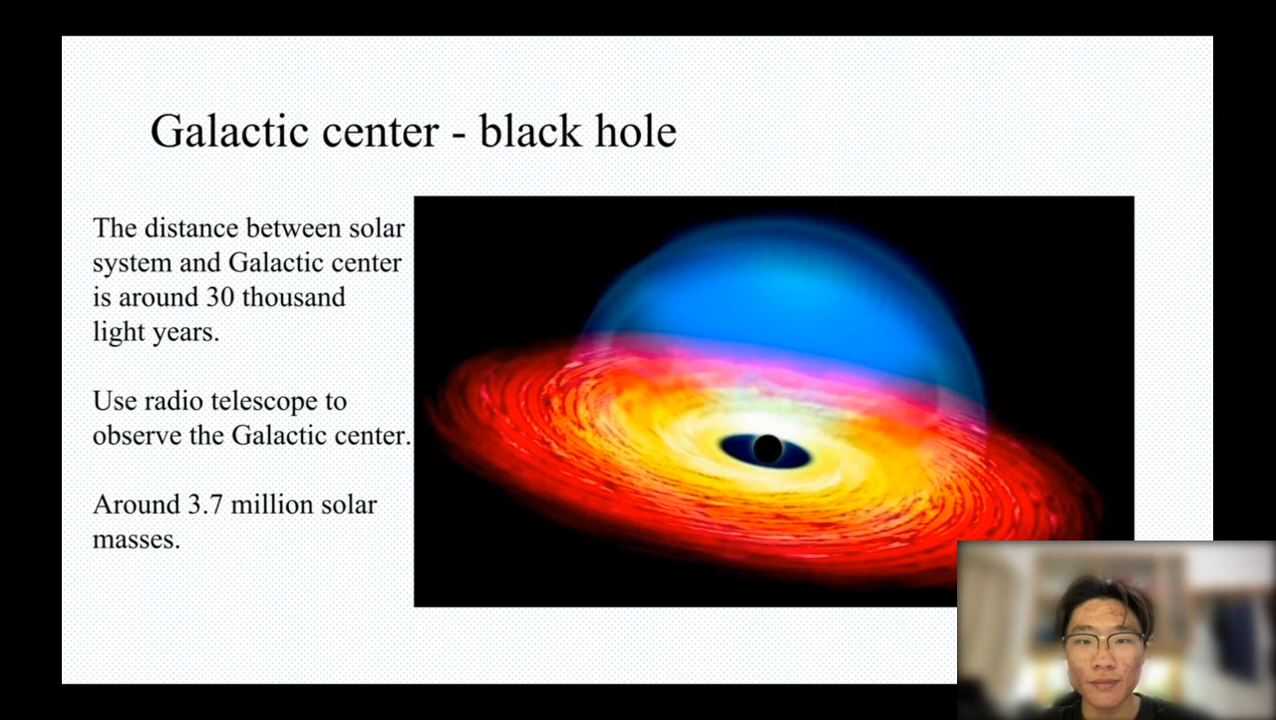 Galactic center - black hole
The distance between solar
system and Galactic center
is around 30 thousand
light years.
Use radio telescope to
observe the Galactic center.
Around 3.7 million solar
masses.